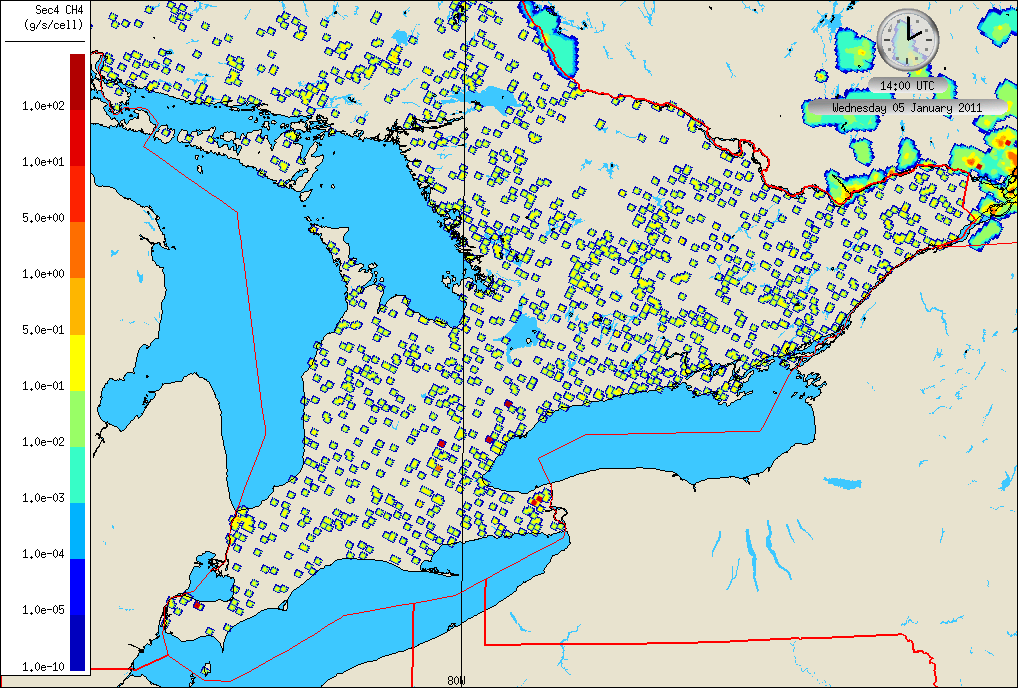 Sec4 CH4
(g/s/cell)
1.0e+02
1.0e+01
5.0e+00
1.0e+00
5.0e-01
1.0e-01
1.0e-02
1.0e-03
1.0e-04
1.0e-05
1.0e-10
14:00 UTC
Wednesday 05 January 2011
80W